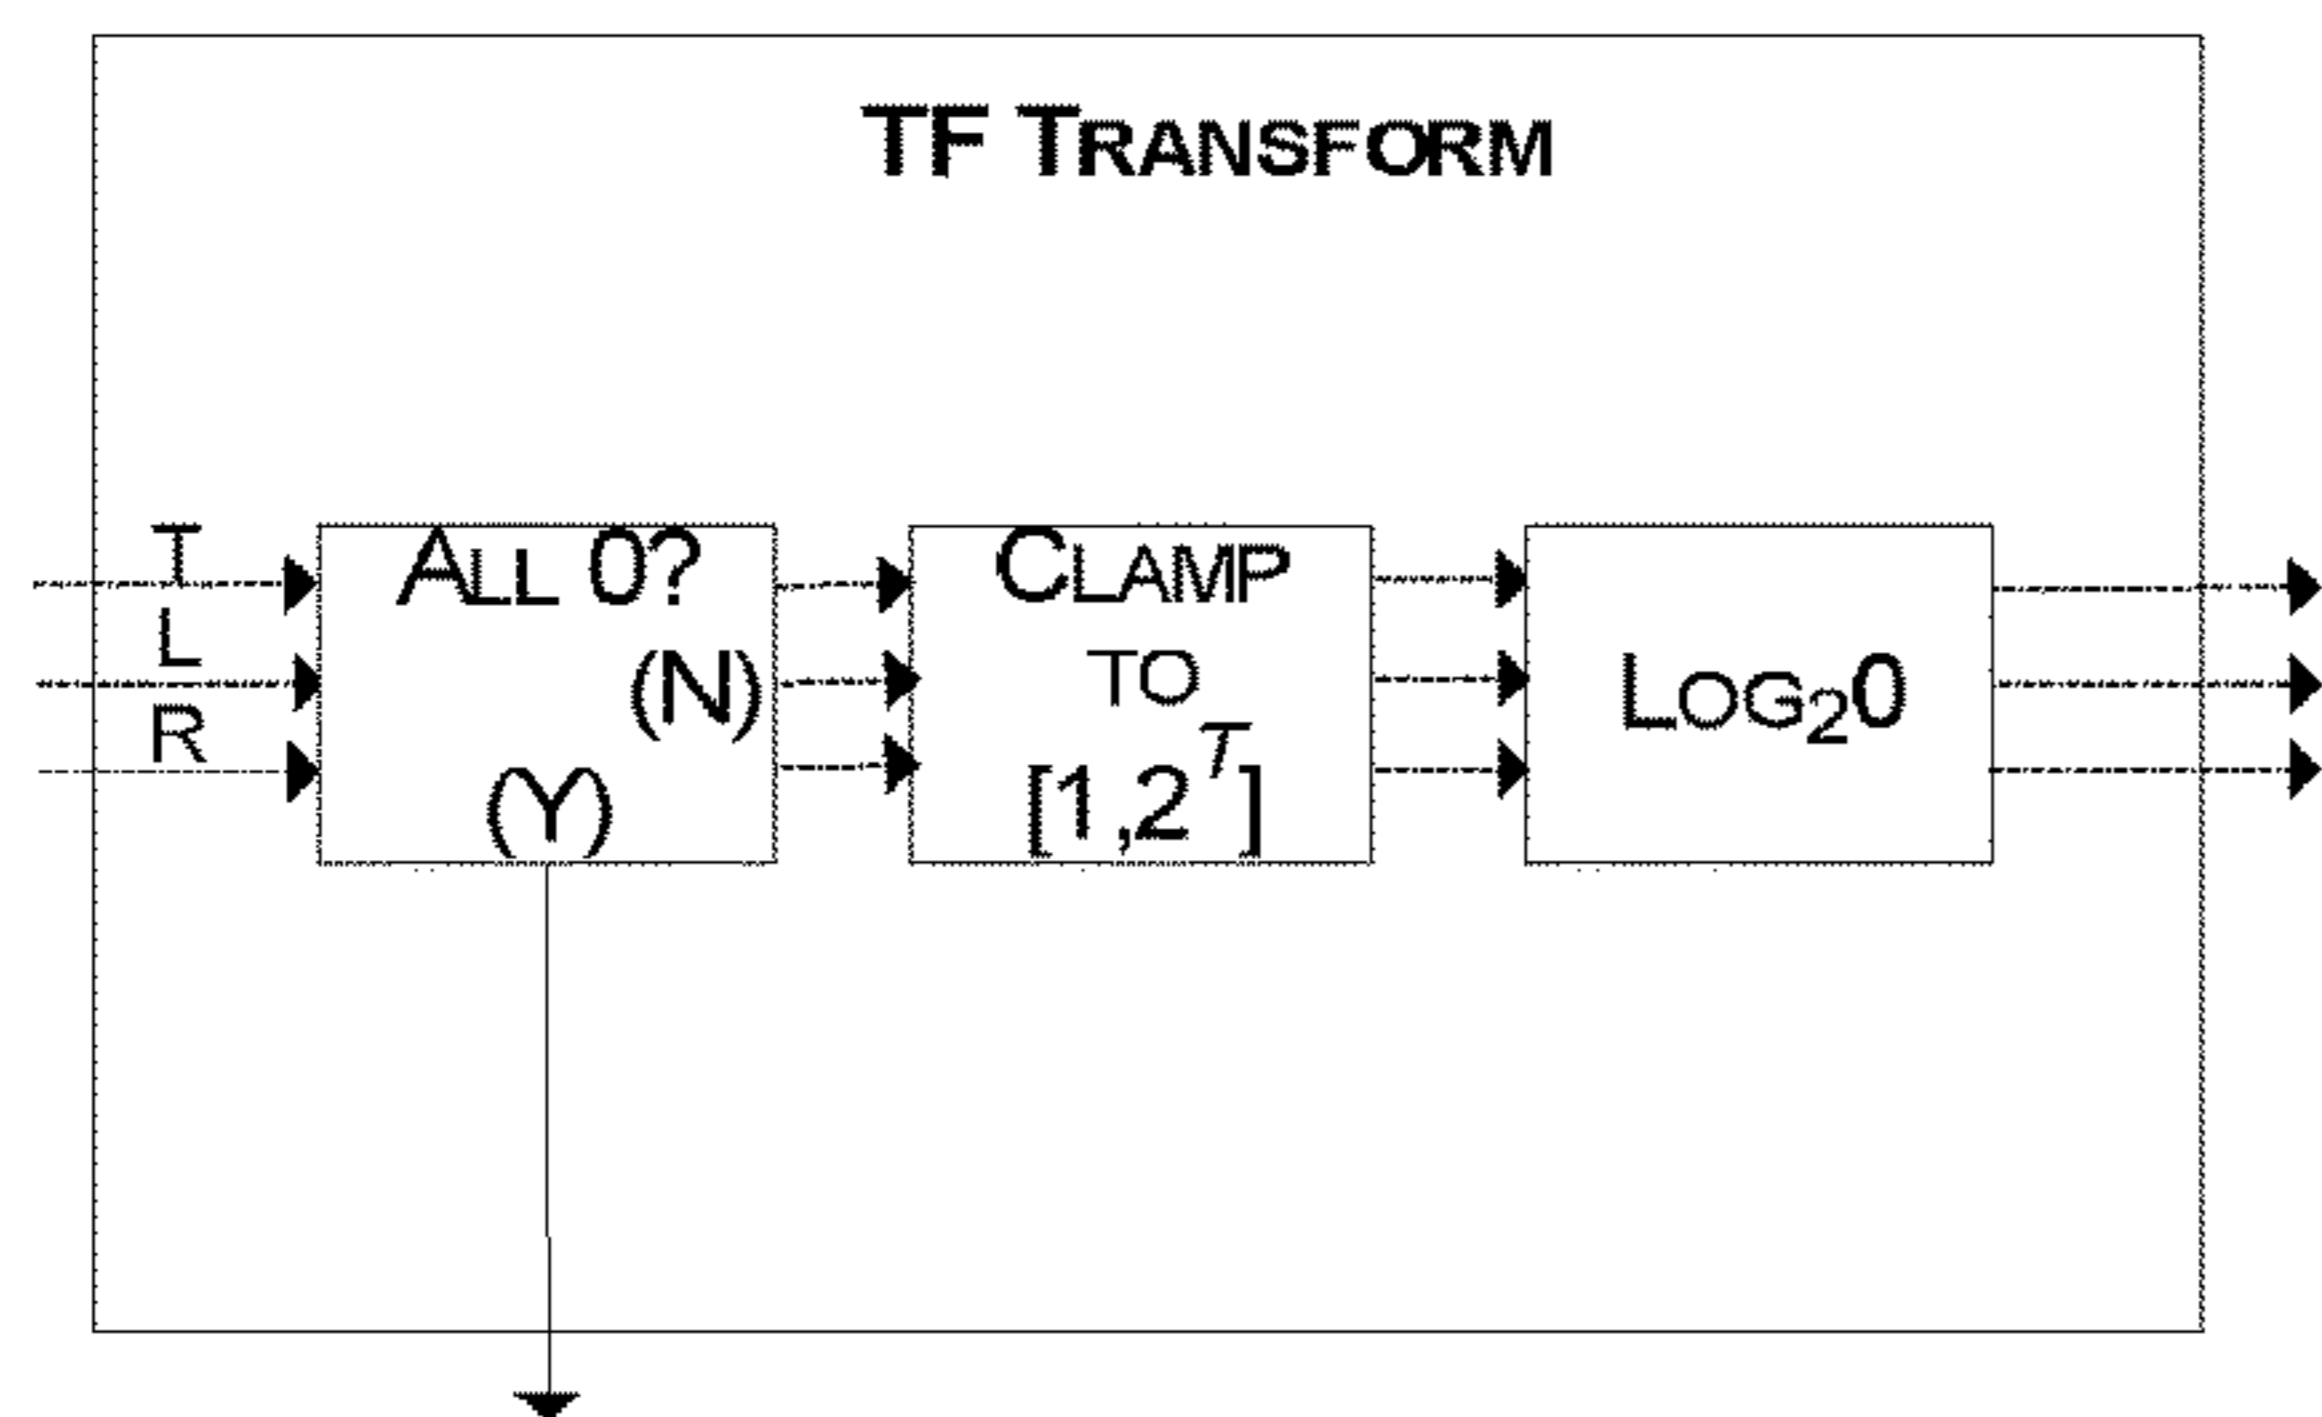 TF TRANSFORM
T
L
R
ALL 0?
(N)
(Y)
CLAMP
TO
[1,2^T]
LOG₂0